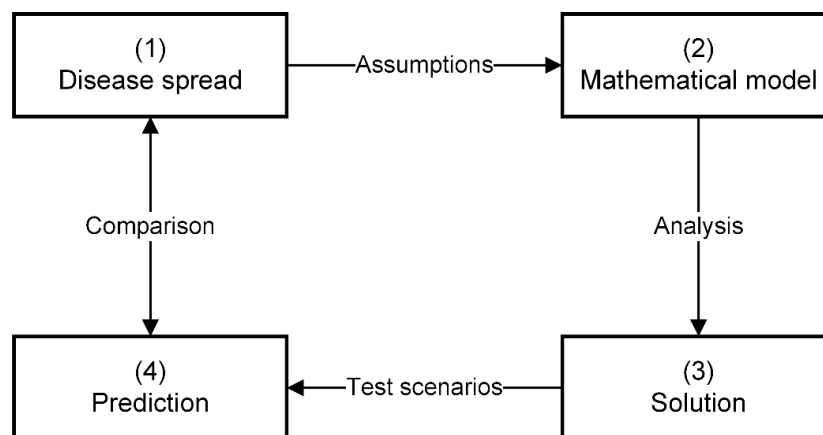 (1)
Disease spread
Assumptions
(2)
Mathematical model
Comparison
Analysis
(4)
Prediction
Test scenarios
(3)
Solution